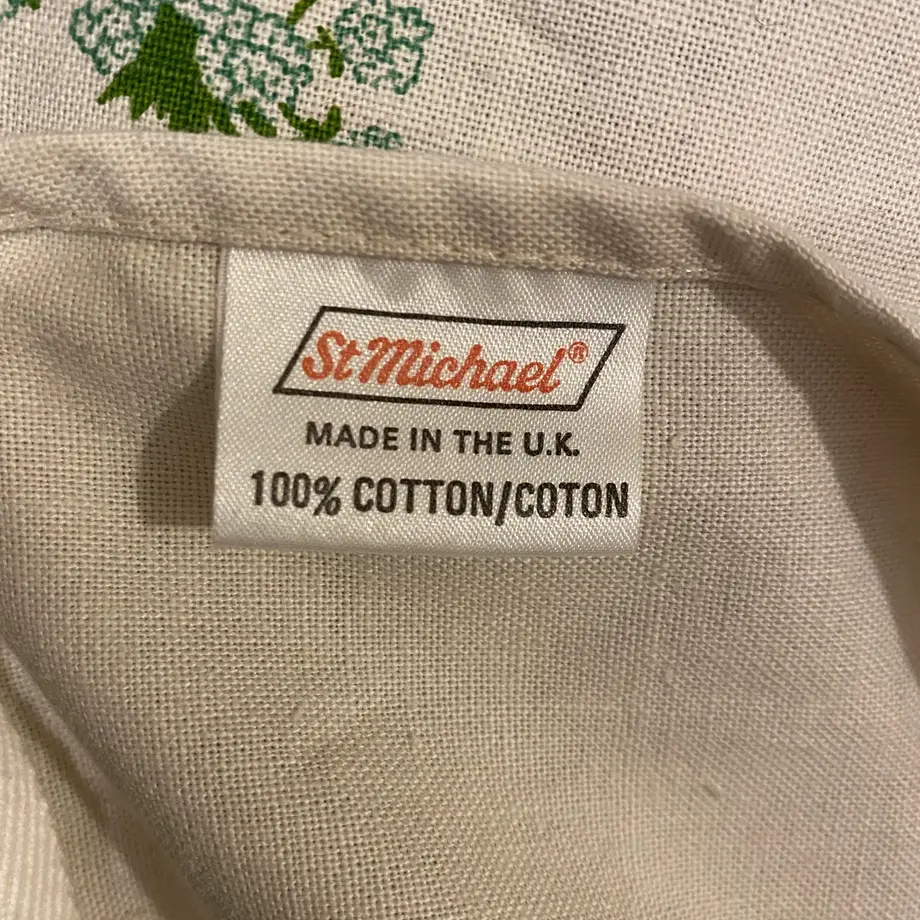 St Michael®
MADE IN THE U.K.
100% COTTON/COTON